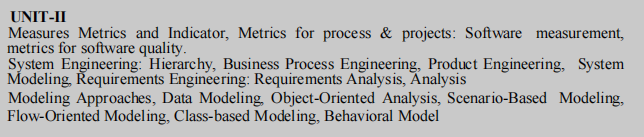 UNIT-II
Measures Metrics and Indicator, Metrics for process & projects: Software measurement,
metrics for software quality.
System Engineering: Hierarchy, Business Process Engineering, Product Engineering, System
Modeling, Requirements Engineering: Requirements Analysis, Analysis
Modeling Approaches, Data Modeling, Object-Oriented Analysis, Scenario-Based Modeling,
Flow-Oriented Modeling, Class-based Modeling, Behavioral Model